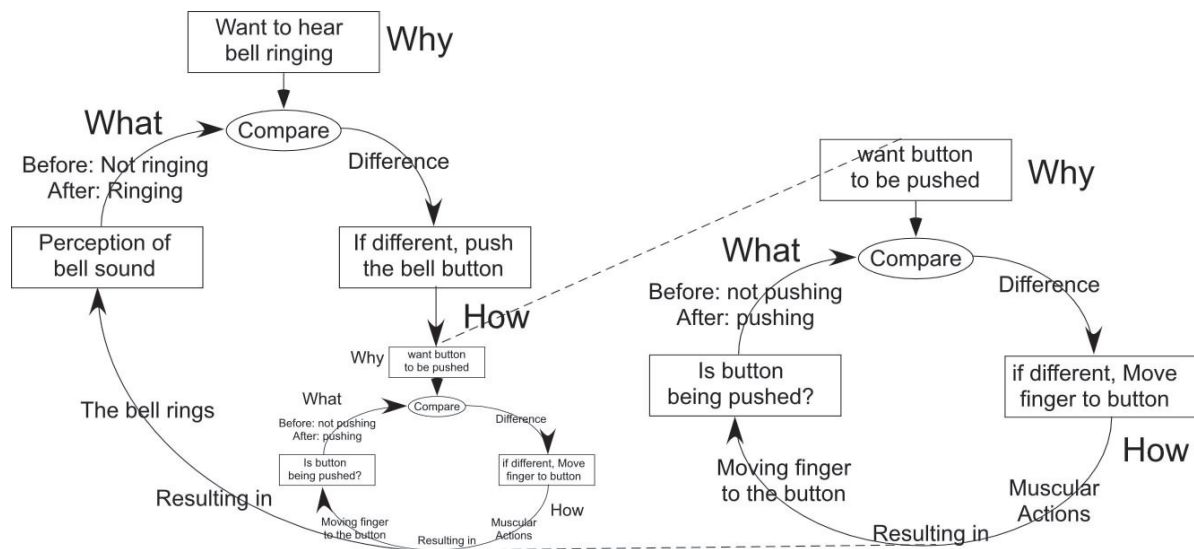 Want to hear
bell ringing
Why
Compare
What
Before: Not ringing
After: Ringing
Difference
Perception of
bell sound
If different, push
the bell button
How
The bell rings
Resulting in
Why
want button
to be pushed
Compare
What
Before: not pushing
After: pushing
Difference
Is button
being pushed?
if different, Move
finger to button
How
Moving finger
to the button
Resulting in
Muscular
Actions
want button
to be pushed
Why
Compare
What
Before: not pushing
After: pushing
Difference
Is button
being pushed?
if different, Move
finger to button
How
Moving finger
to the button
Resulting in
Muscular
Actions